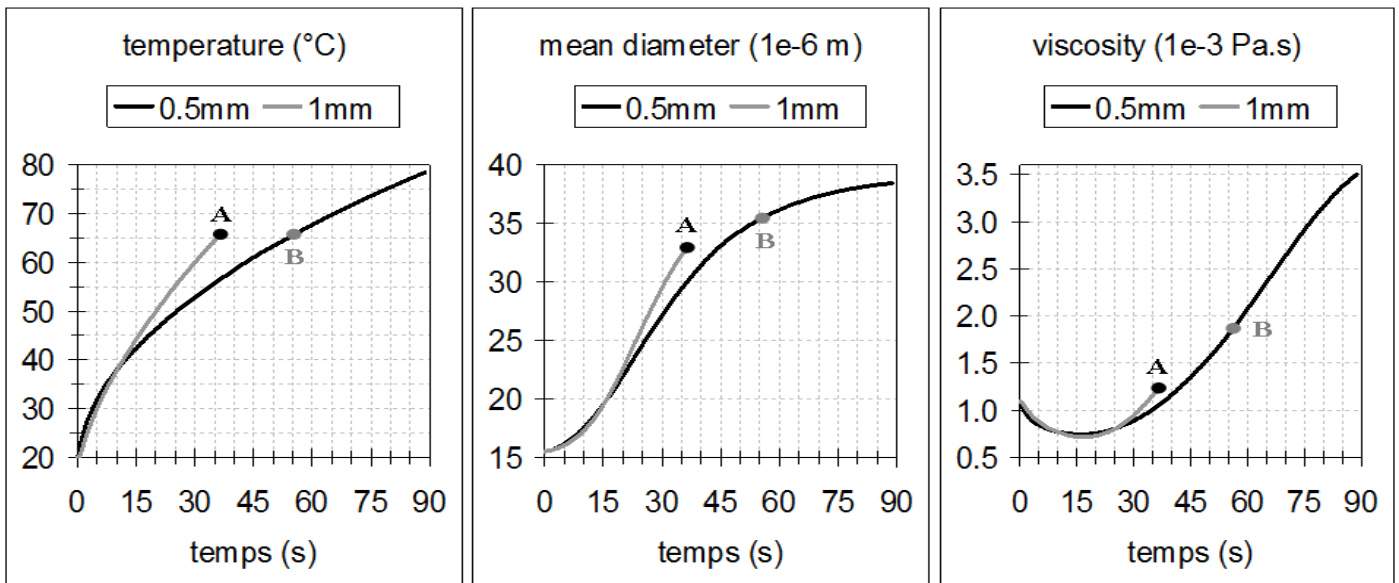 temperature (°C)
0.5mm 1mm
80
70
60
50
40
30
20
A
B
0 15 30 45 60 75 90
temps (s)
mean diameter (1e-6 m)
0.5mm 1mm
40
35
30
25
20
15
A
B
0 15 30 45 60 75 90
temps (s)
viscosity (1e-3 Pa.s)
0.5mm 1mm
3.5
3.0
2.5
2.0
1.5
1.0
0.5
A
B
0 15 30 45 60 75 90
temps (s)